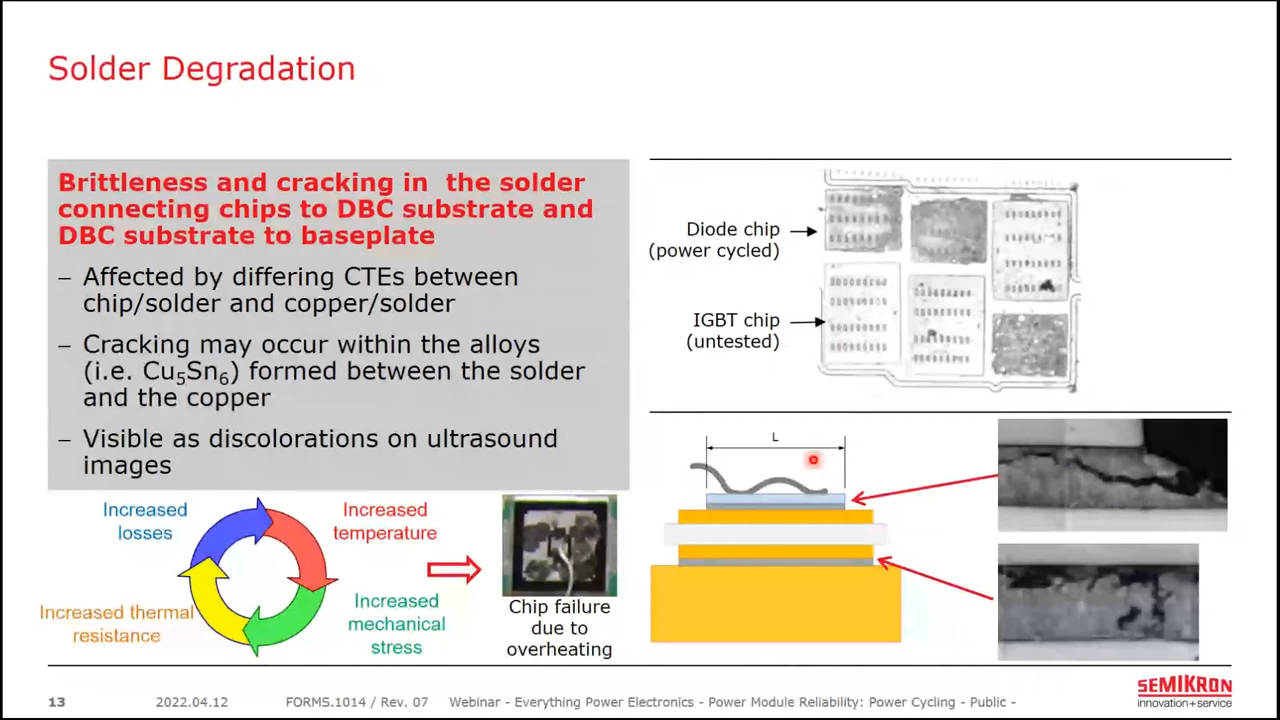 Solder Degradation
Brittleness and cracking in the solder
connecting chips to DBC substrate and
DBC substrate to baseplate
– Affected by differing CTEs between
chip/solder and copper/solder
– Cracking may occur within the alloys
(i.e. Cu₅Sn₆) formed between the solder
and the copper
– Visible as discolorations on ultrasound
images
Increased
losses
Increased
temperature
Increased thermal
resistance
Increased
mechanical
stress
Chip failure
due to
overheating
Diode chip
(power cycled)
IGBT chip
(untested)
L
13
2022.04.12
FORMS.1014 / Rev. 07
Webinar - Everything Power Electronics - Power Module Reliability: Power Cycling - Public -
SEMIKRON
innovation+service